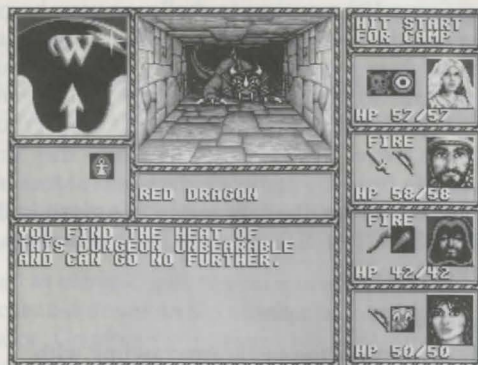 W
RED DRAGON
YOU FIND THE HEAT OF
THIS DUNGEON UNBEARABLE
AND CAN GO NO FURTHER.
HIT START
FOR CAMP
HP 57/57
FIRE
HP 58/58
FIRE
HP 42/42
HP 50/50